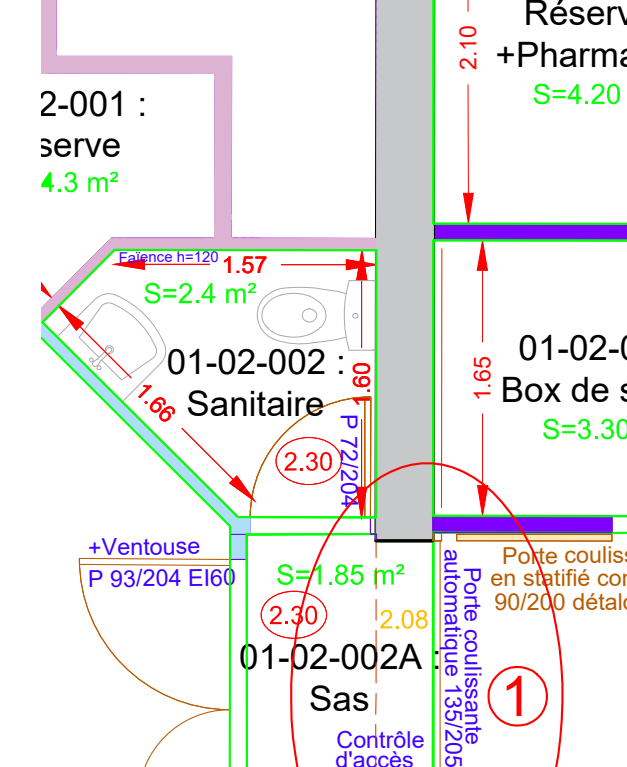 2.10
+Pharma
S=4.20
2-001 :
serve
4.3 m²
Faïence h=120
1.57
S=2.4 m²
01-02-002 :
Sanitaire
1.66
1.60
2.30
P 72/204
1.65
01-02-0
Box de s
S=3.30
+Ventouse
P 93/204 EI60
S=1.85 m²
2.30
2.08
01-02-002A :
Sas
Contrôle
d'accès
Porte coulissante
automatique 135/205
1
Porte couliss
en statifié con
90/200 détalo